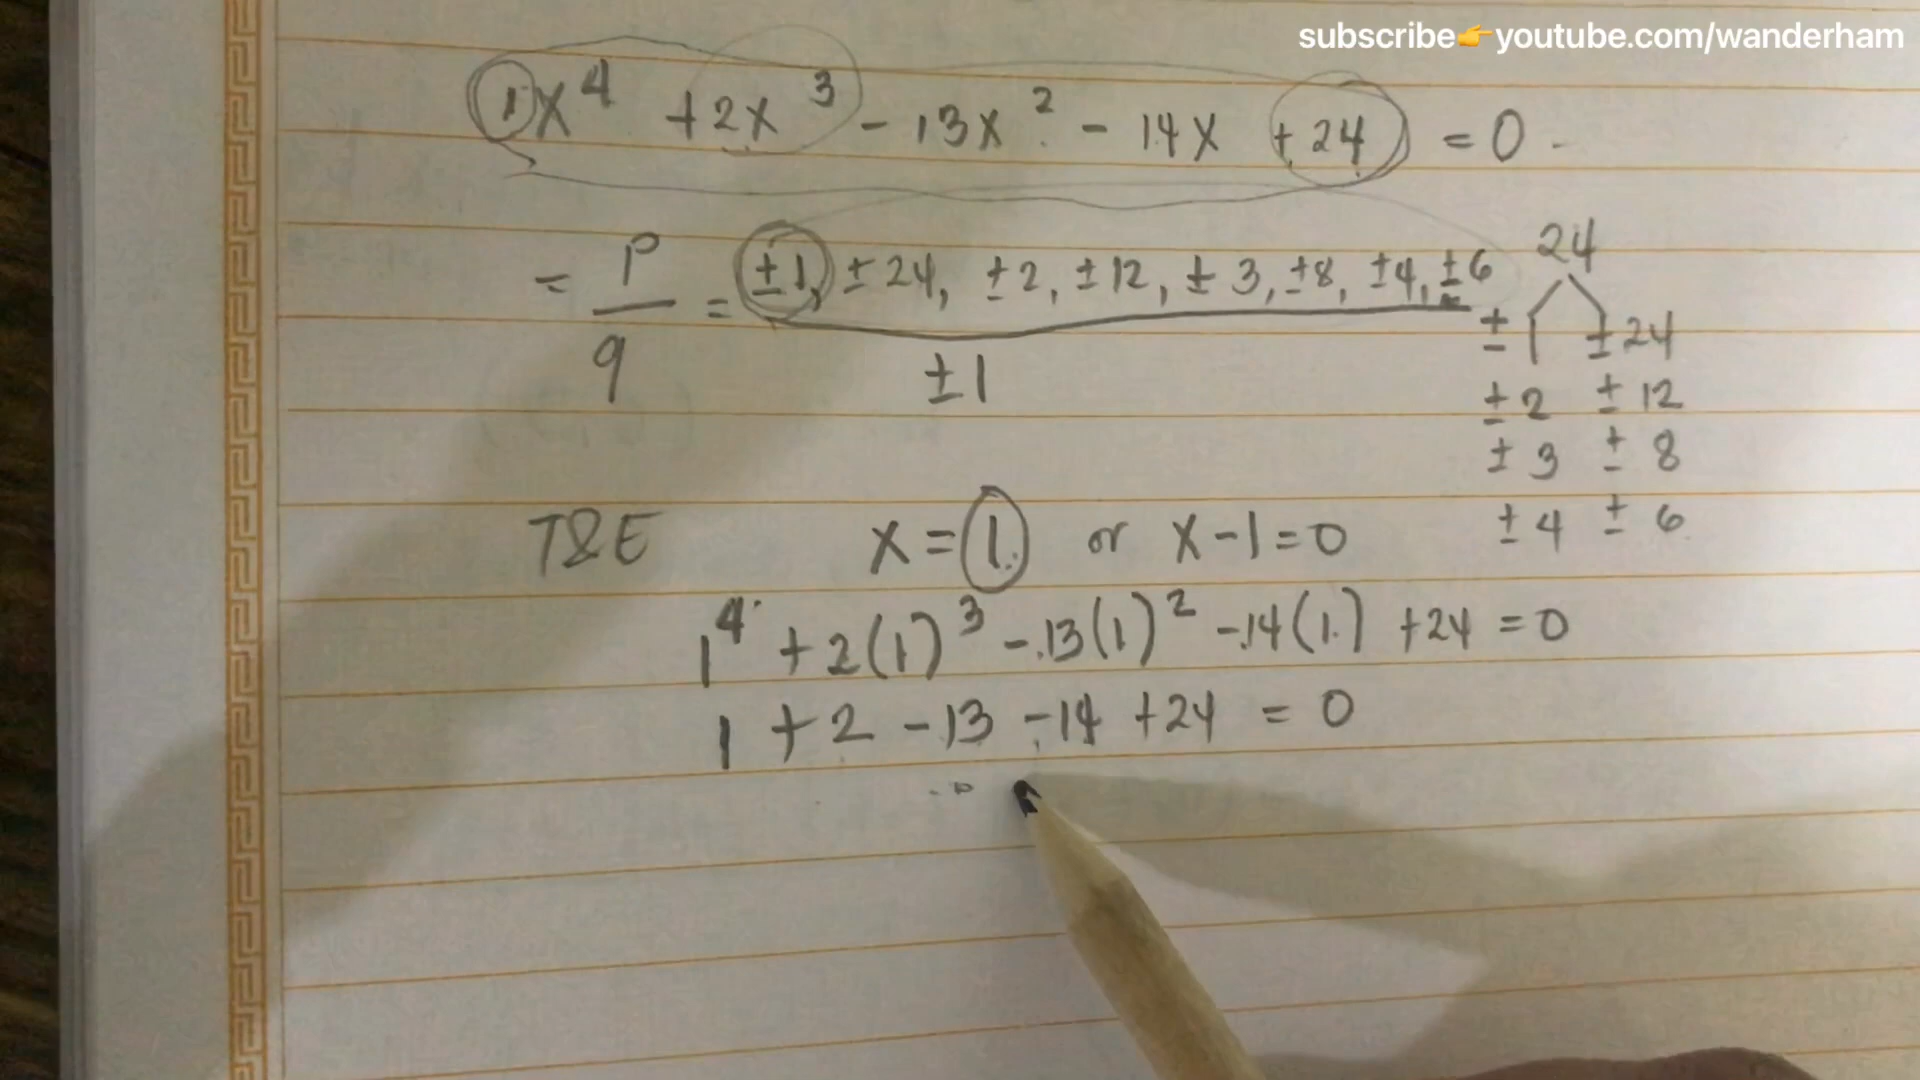 subscribe👉youtube.com/wanderham
1x⁴ +2x³ - 13x² - 14x +24 = 0
= P/q = ±1, ±24, ±2, ±12, ±3, ±8, ±4, ±6 / ±1
24
±1 ±24
±2 ±12
±3 ±8
±4 ±6
T&E x = 1 or x-1=0
1⁴ + 2(1)³ - 13(1)² - 14(1) + 24 = 0
1 + 2 - 13 - 14 + 24 = 0